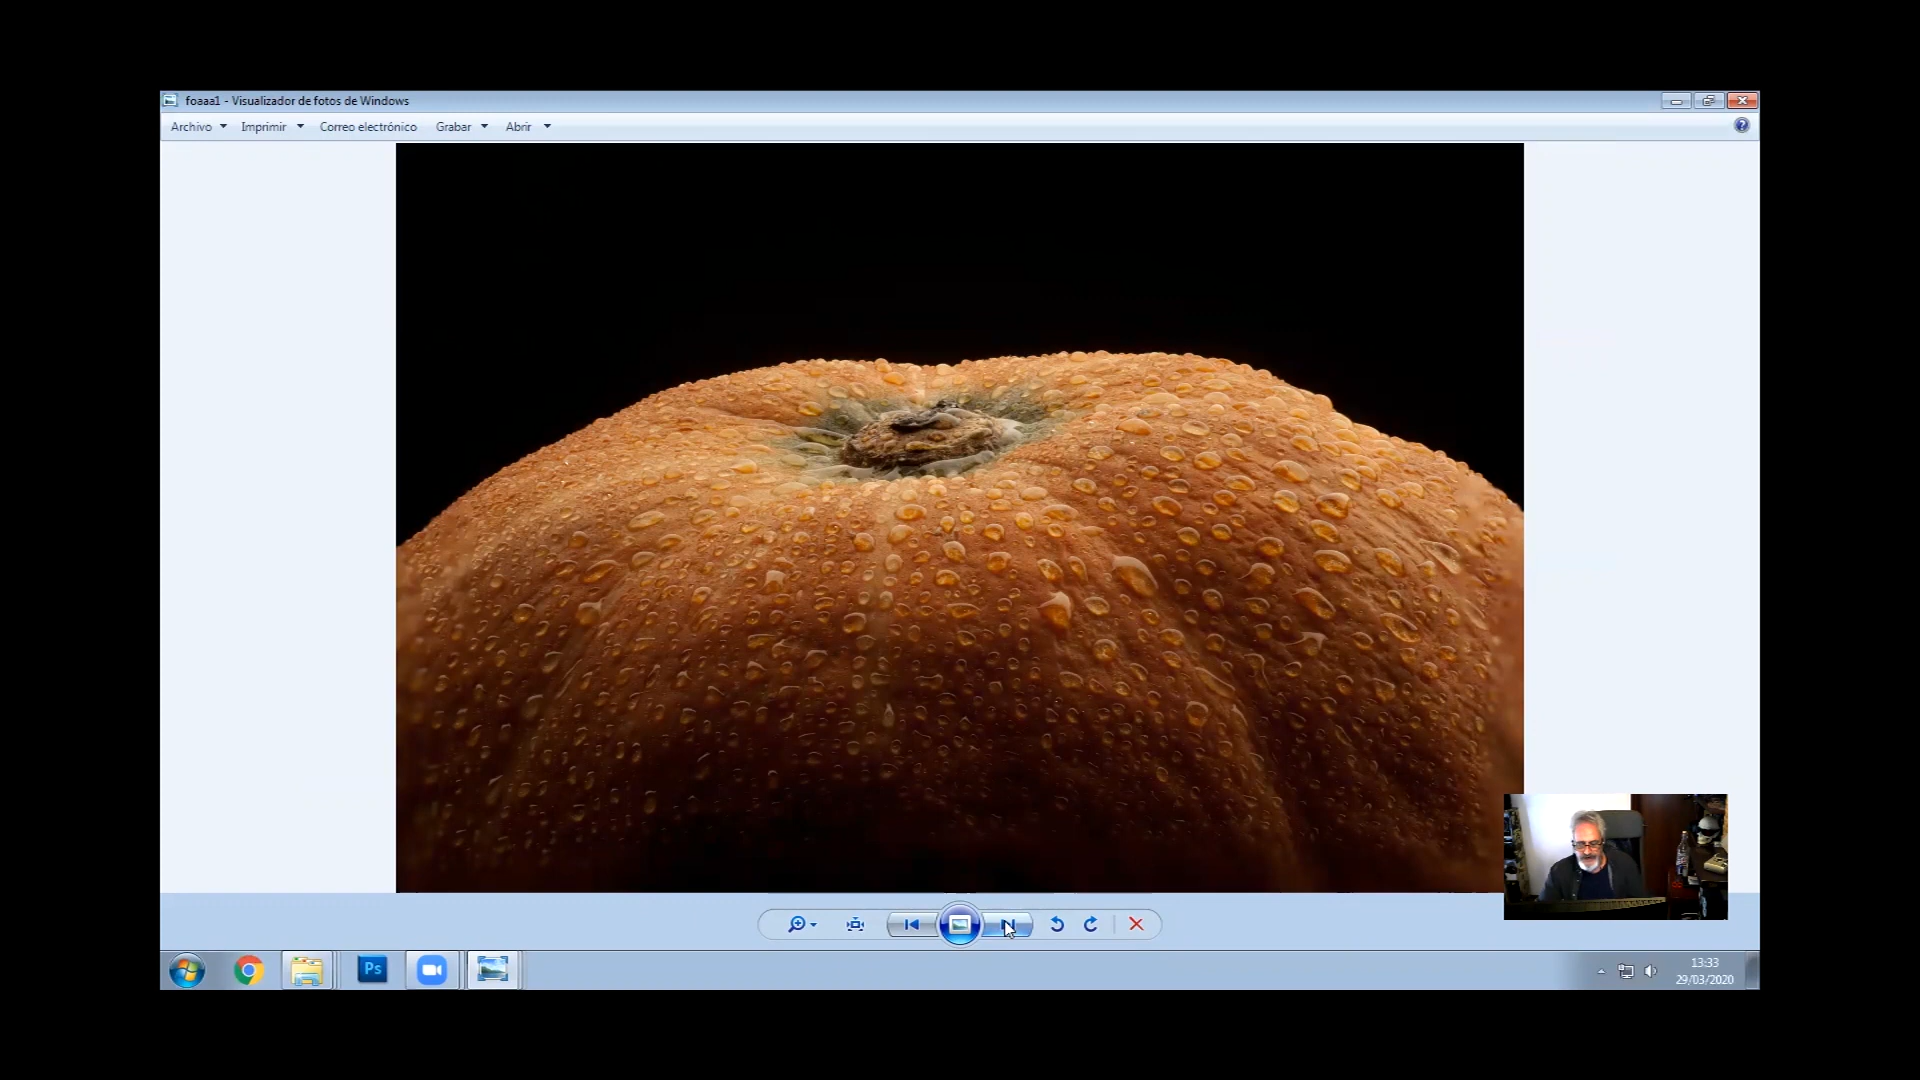 foaaa1 - Visualizador de fotos de Windows
Archivo Imprimir Correo electrónico Grabar Abrir
Ps
13:33
29/03/2020